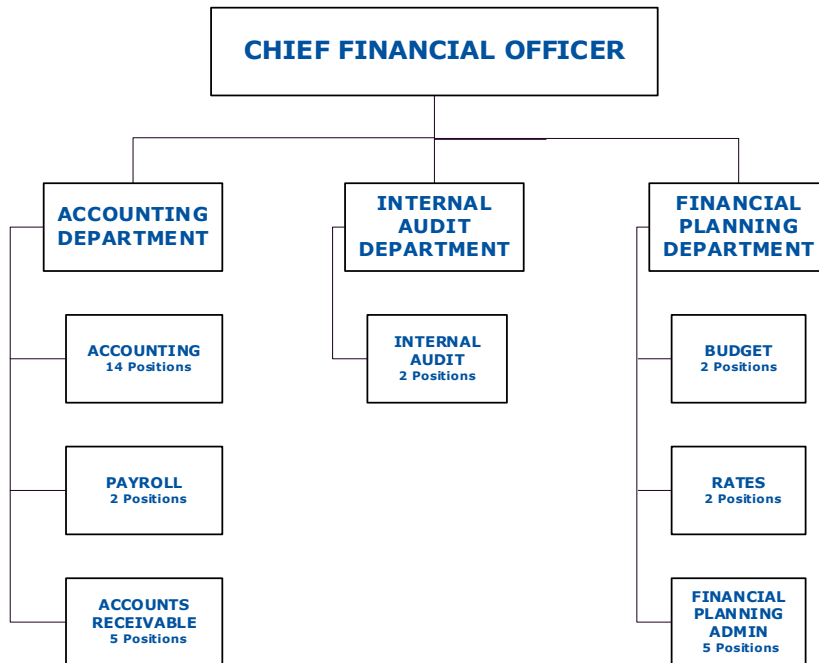 CHIEF FINANCIAL OFFICER
ACCOUNTING
DEPARTMENT
INTERNAL
AUDIT
DEPARTMENT
FINANCIAL
PLANNING
DEPARTMENT
ACCOUNTING
14 Positions
INTERNAL
AUDIT
2 Positions
BUDGET
2 Positions
PAYROLL
2 Positions
RATES
2 Positions
ACCOUNTS
RECEIVABLE
5 Positions
FINANCIAL
PLANNING
ADMIN
5 Positions